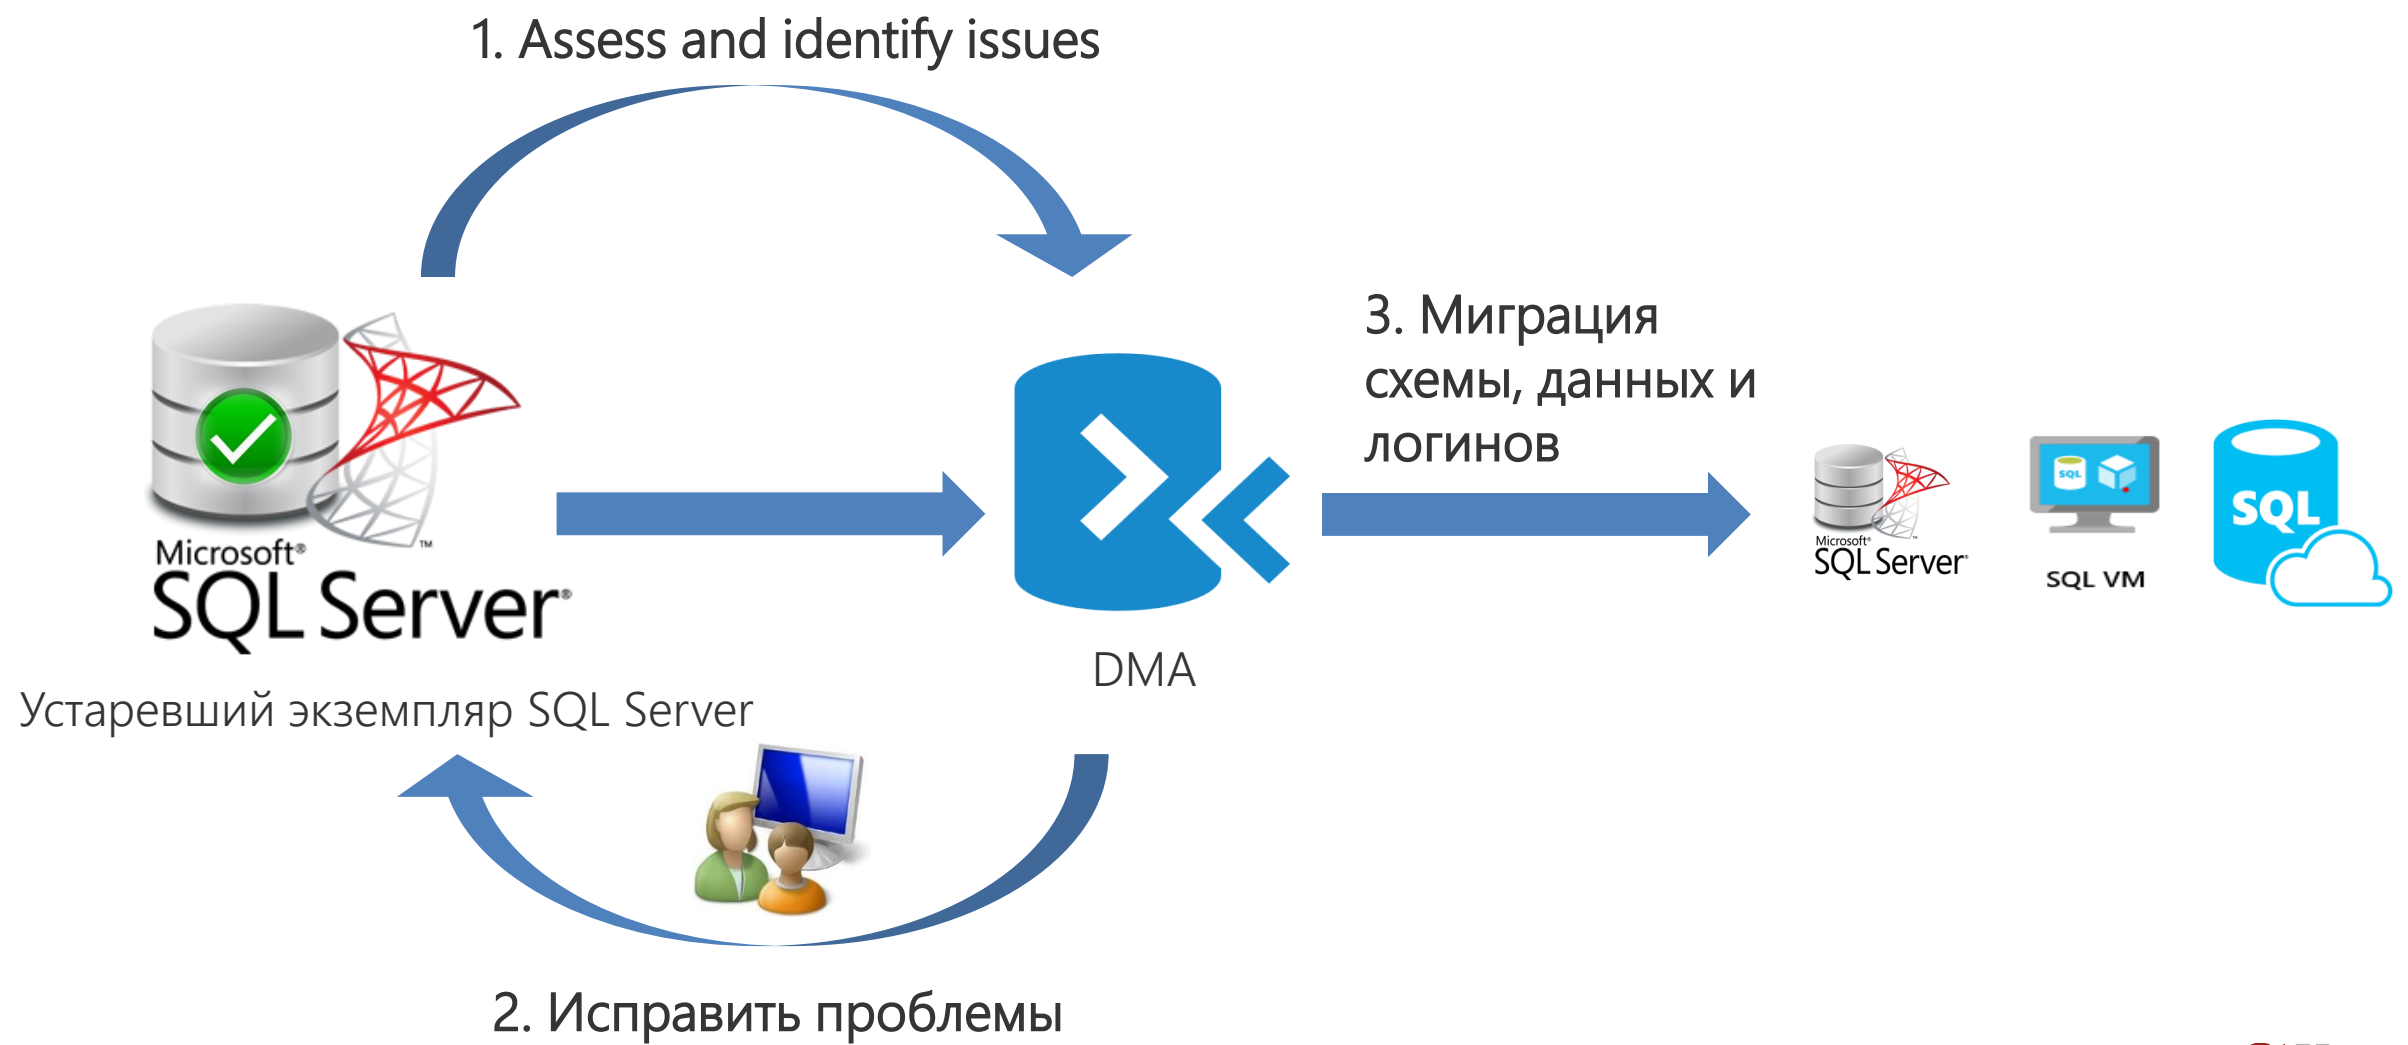 1. Assess and identify issues
3. Миграция
схемы, данных и
логинов
Microsoft®
SQL Server®
TM
Устаревший экземпляр SQL Server
DMA
Microsoft®
SQL Server®
SQL
SQL VM
SQL
2. Исправить проблемы